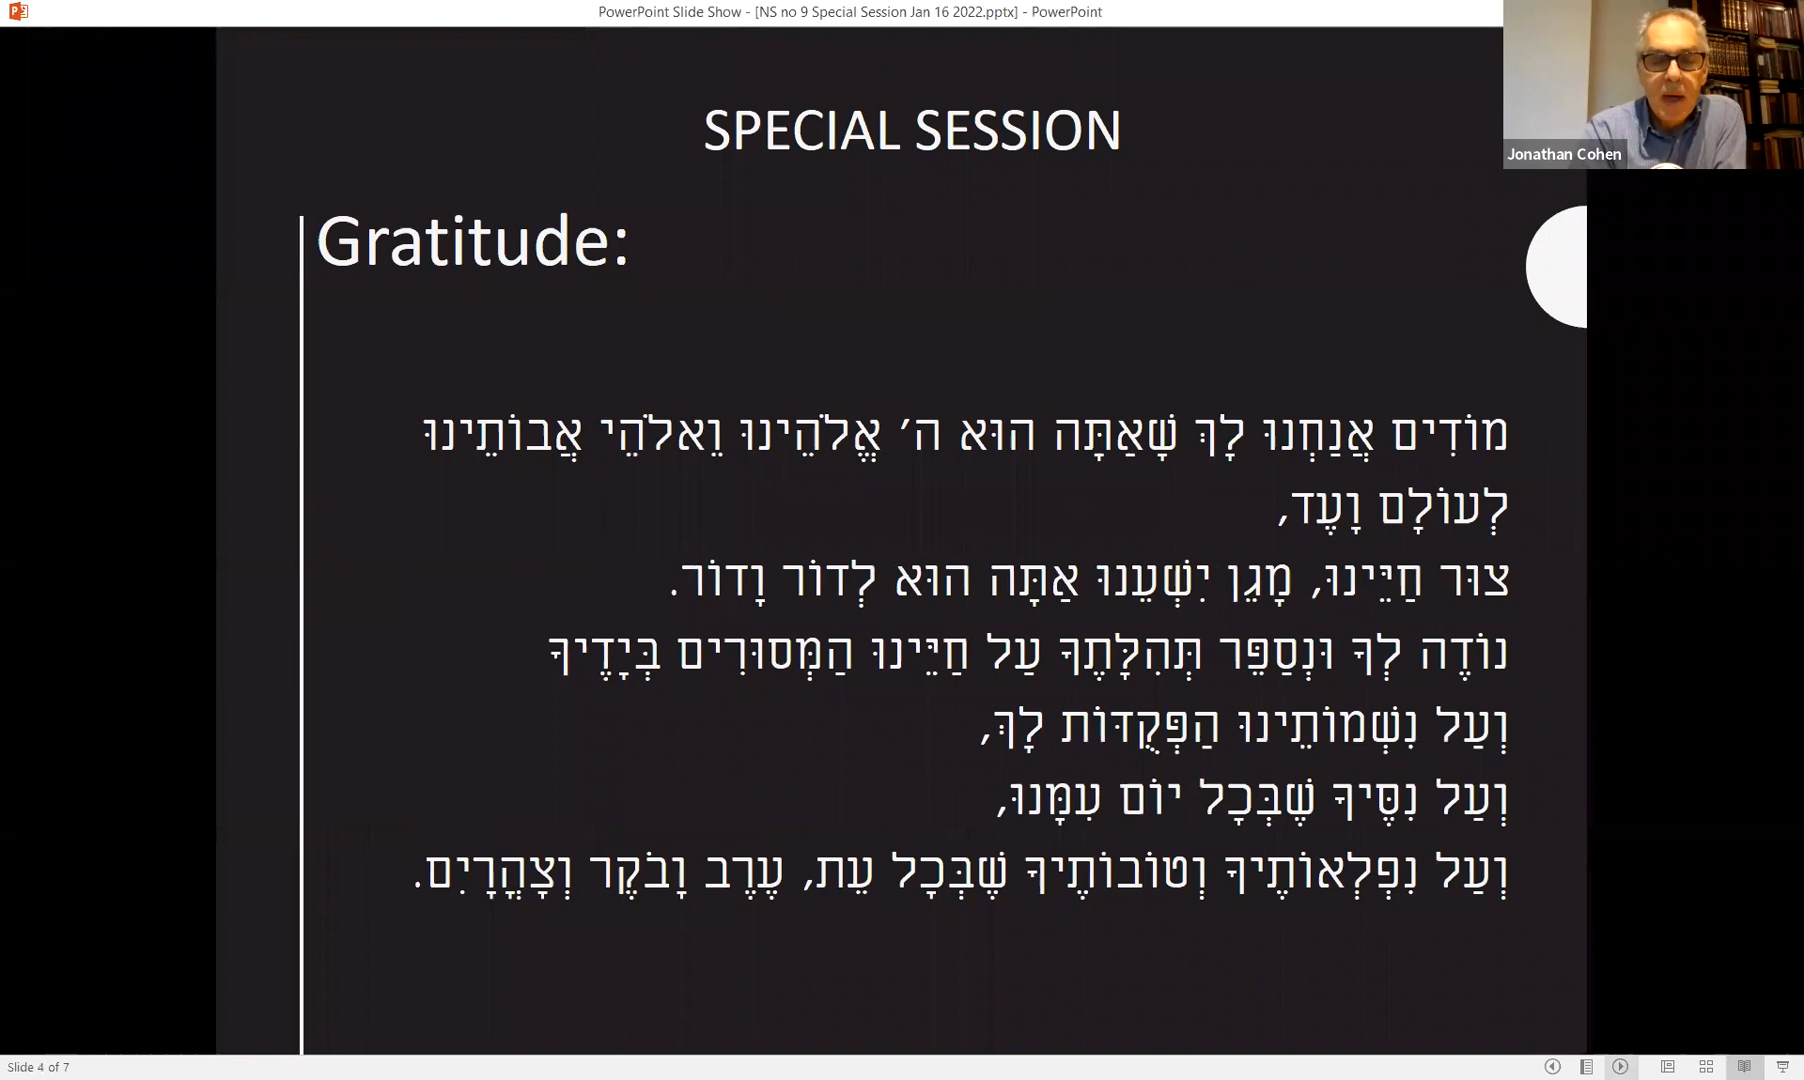 PowerPoint Slide Show - [NS no 9 Special Session Jan 16 2022.pptx] - PowerPoint
Jonathan Cohen
SPECIAL SESSION
Gratitude:
מוֹדִים אֲנַחְנוּ לָךְ שָׁאַתָּה הוּא ה׳ אֱלֹהֵינוּ וֵאלֹהֵי אֲבוֹתֵינוּ
לְעוֹלָם וָעֶד,
צוּר חַיֵּינוּ, מָגֵן יִשְׁעֵנוּ אַתָּה הוּא לְדוֹר וָדוֹר.
נוֹדֶה לְךָ וּנְסַפֵּר תְּהִלָּתֶךָ עַל חַיֵּינוּ הַמְּסוּרִים בְּיָדֶיךָ
וְעַל נִשְׁמוֹתֵינוּ הַפְּקֻדּוֹת לָךְ,
וְעַל נִסֶּיךָ שֶׁבְּכָל יוֹם עִמָּנוּ,
וְעַל נִפְלְאוֹתֶיךָ וְטוֹבוֹתֶיךָ שֶׁבְּכָל עֵת, עֶרֶב וָבֹקֶר וְצָהֳרָיִם.
Slide 4 of 7